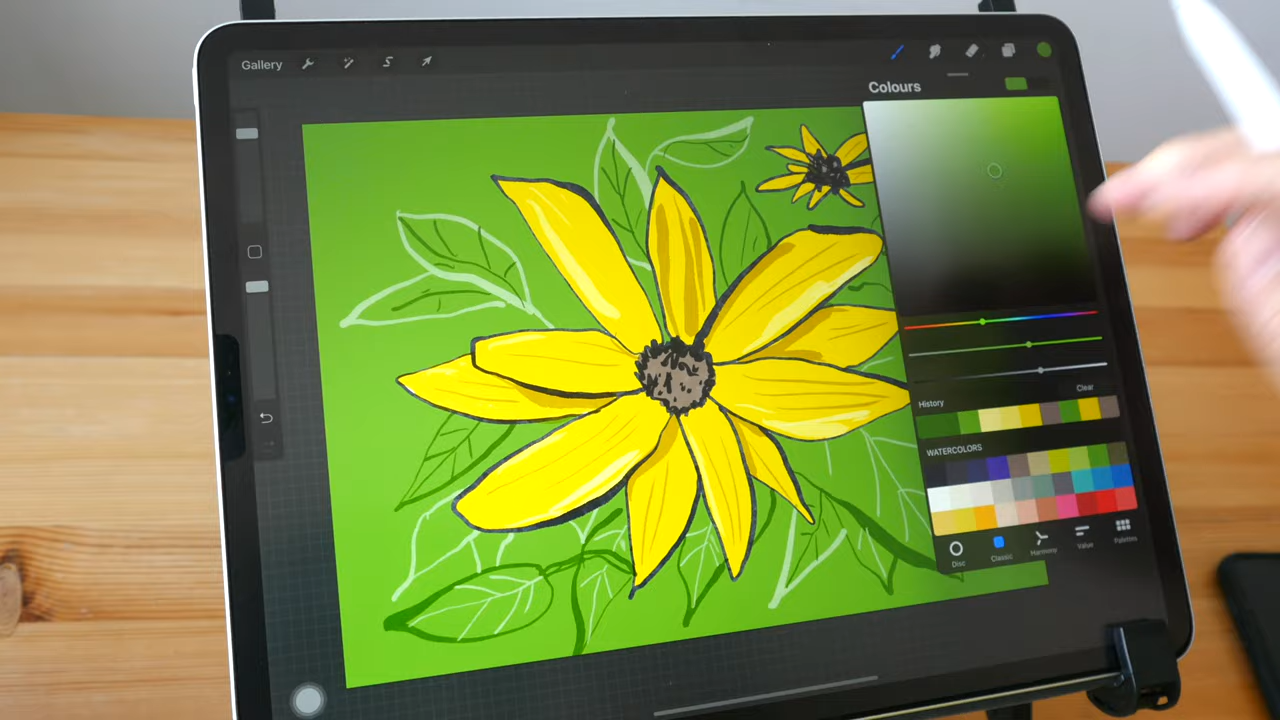 Gallery
Colours
Clear
History
WATERCOLORS
Disc
Classic
Harmony
Value
Palettes